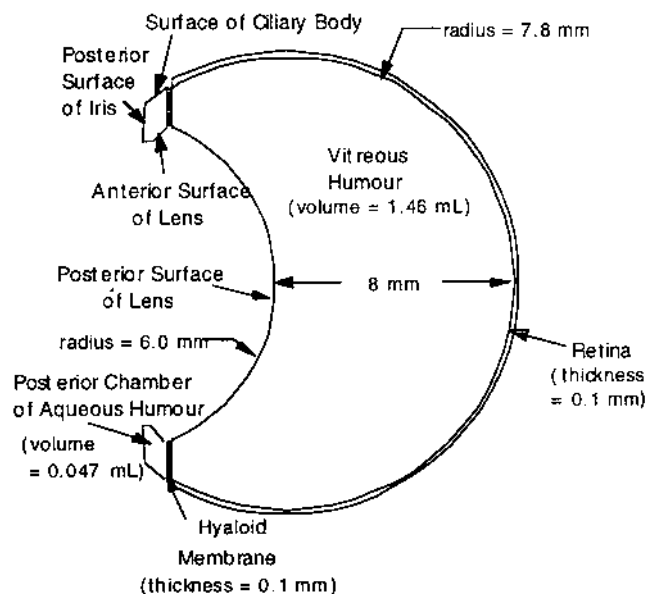 Surface of Ciliary Body
Posterior
Surface
of Iris
radius = 7.8 mm
Anterior Surface
of Lens
Vitreous
Humour
(volume = 1.46 mL)
Posterior Surface
of Lens
8 mm
radius = 6.0 mm
Retina
(thickness
= 0.1 mm)
Posterior Chamber
of Aqueous Humour
(volume
= 0.047 mL)
Hyaloid
Membrane
(thickness = 0.1 mm)